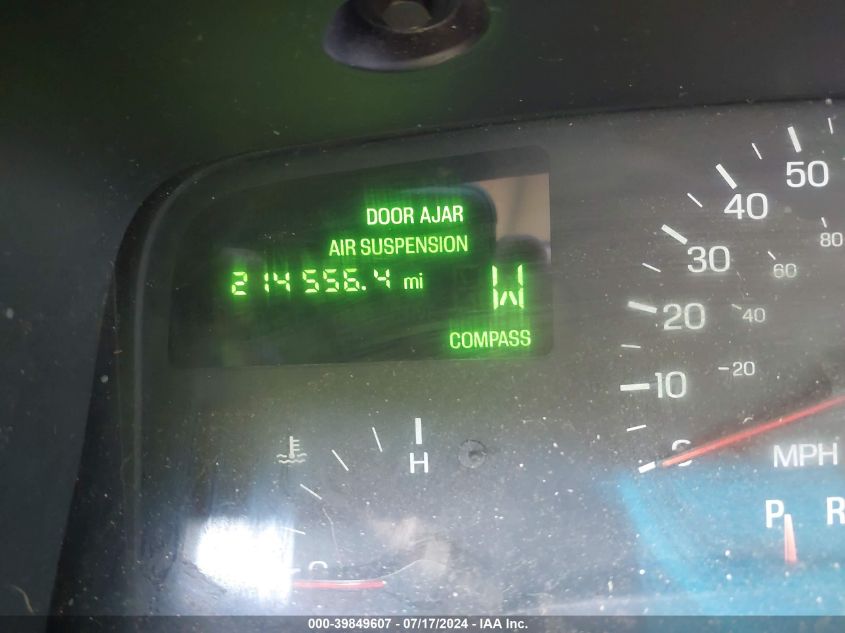 DOOR AJAR
AIR SUSPENSION
214556.4 mi
W
COMPASS
50
40
80
30
60
20
40
10
20
MPH
H
P R
000-39849607 - 07/17/2024 - IAA Inc.